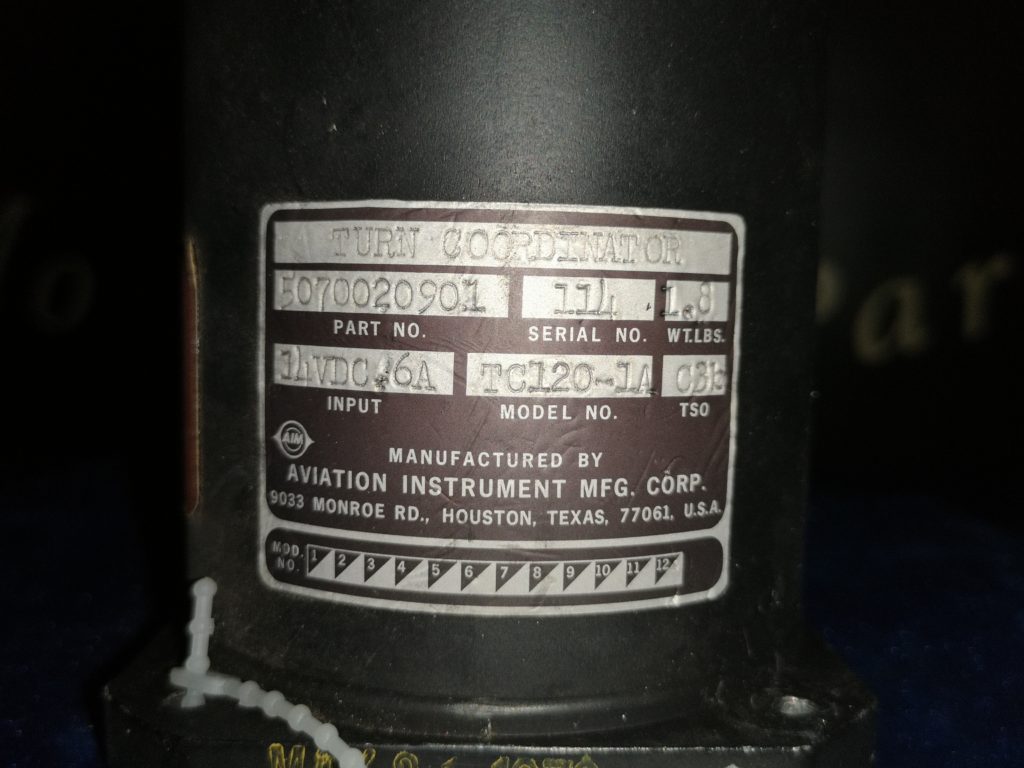 TURN COORDINATOR
5070020901 114 1.8
PART NO. SERIAL NO. WT.LBS.
14VDC .6A TC120-1A C3b
INPUT MODEL NO. TSO
AIM
MANUFACTURED BY
AVIATION INSTRUMENT MFG. CORP.
9033 MONROE RD., HOUSTON, TEXAS, 77061, U.S.A.
MOD. NO. 1 2 3 4 5 6 7 8 9 10 11 12